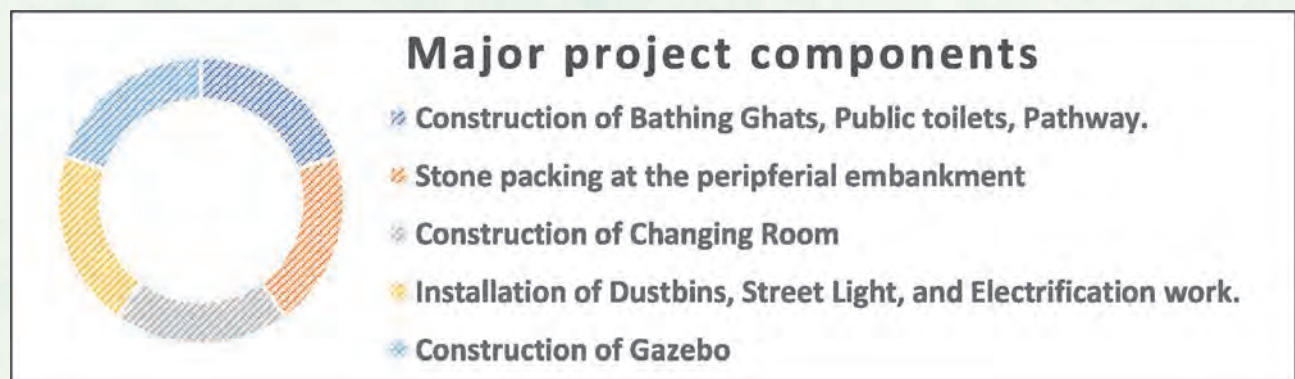 Major project components
Construction of Bathing Ghats, Public toilets, Pathway.
Stone packing at the peripferial embankment
Construction of Changing Room
Installation of Dustbins, Street Light, and Electrification work.
Construction of Gazebo